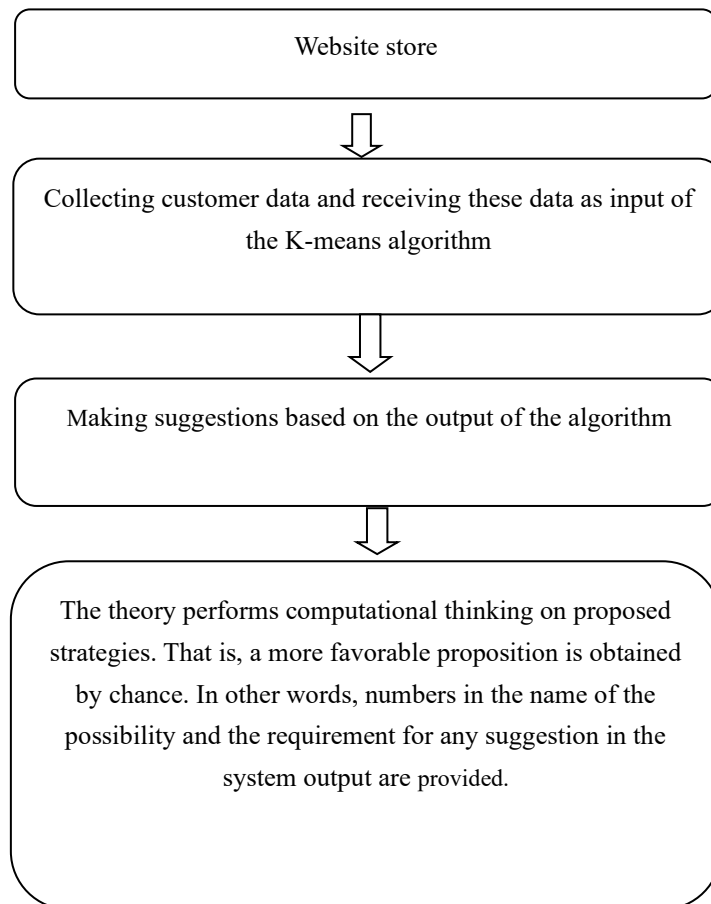 Website store
Collecting customer data and receiving these data as input of
the K-means algorithm
Making suggestions based on the output of the algorithm
The theory performs computational thinking on proposed
strategies. That is, a more favorable proposition is obtained
by chance. In other words, numbers in the name of the
possibility and the requirement for any suggestion in the
system output are provided.